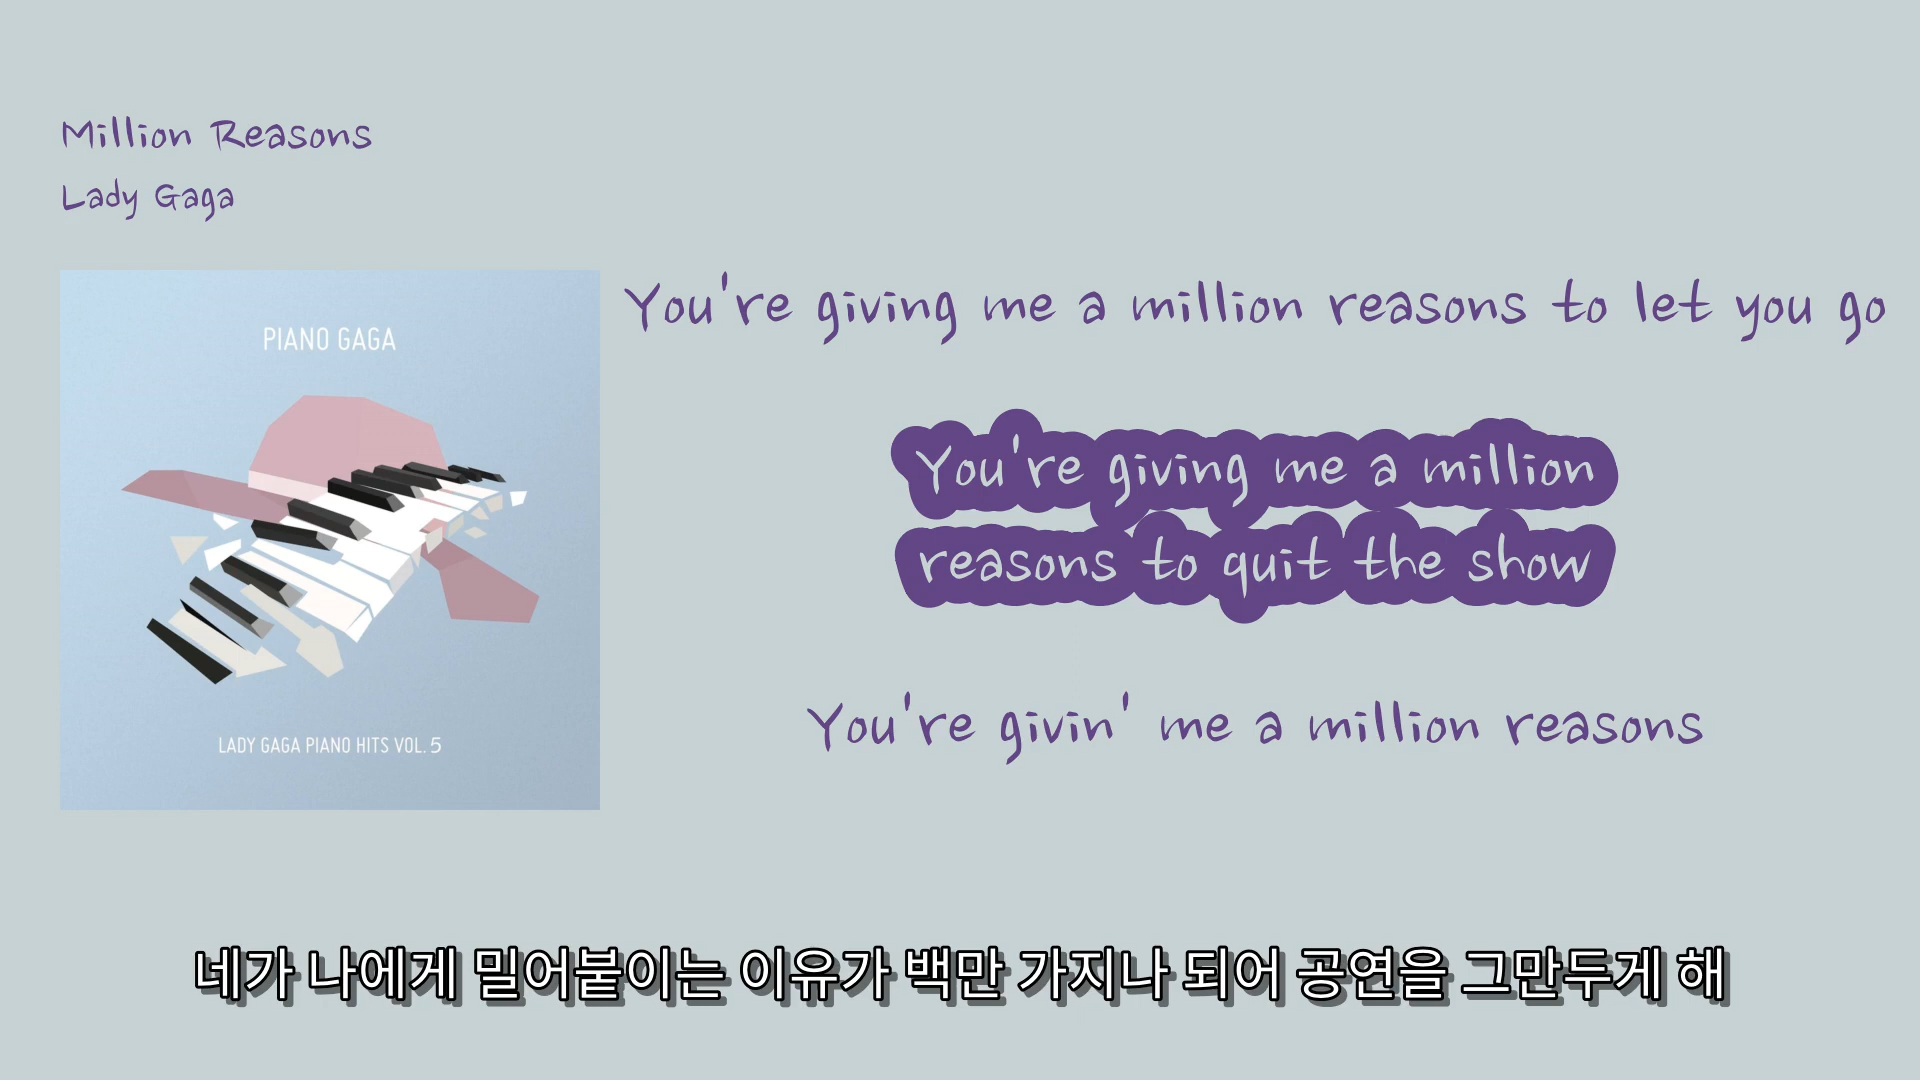 Million Reasons
Lady Gaga
PIANO GAGA
LADY GAGA PIANO HITS VOL. 5
You're giving me a million reasons to let you go
You're giving me a million
reasons to quit the show
You're givin' me a million reasons
네가 나에게 밀어붙이는 이유가 백만 가지나 되어 공연을 그만두게 해